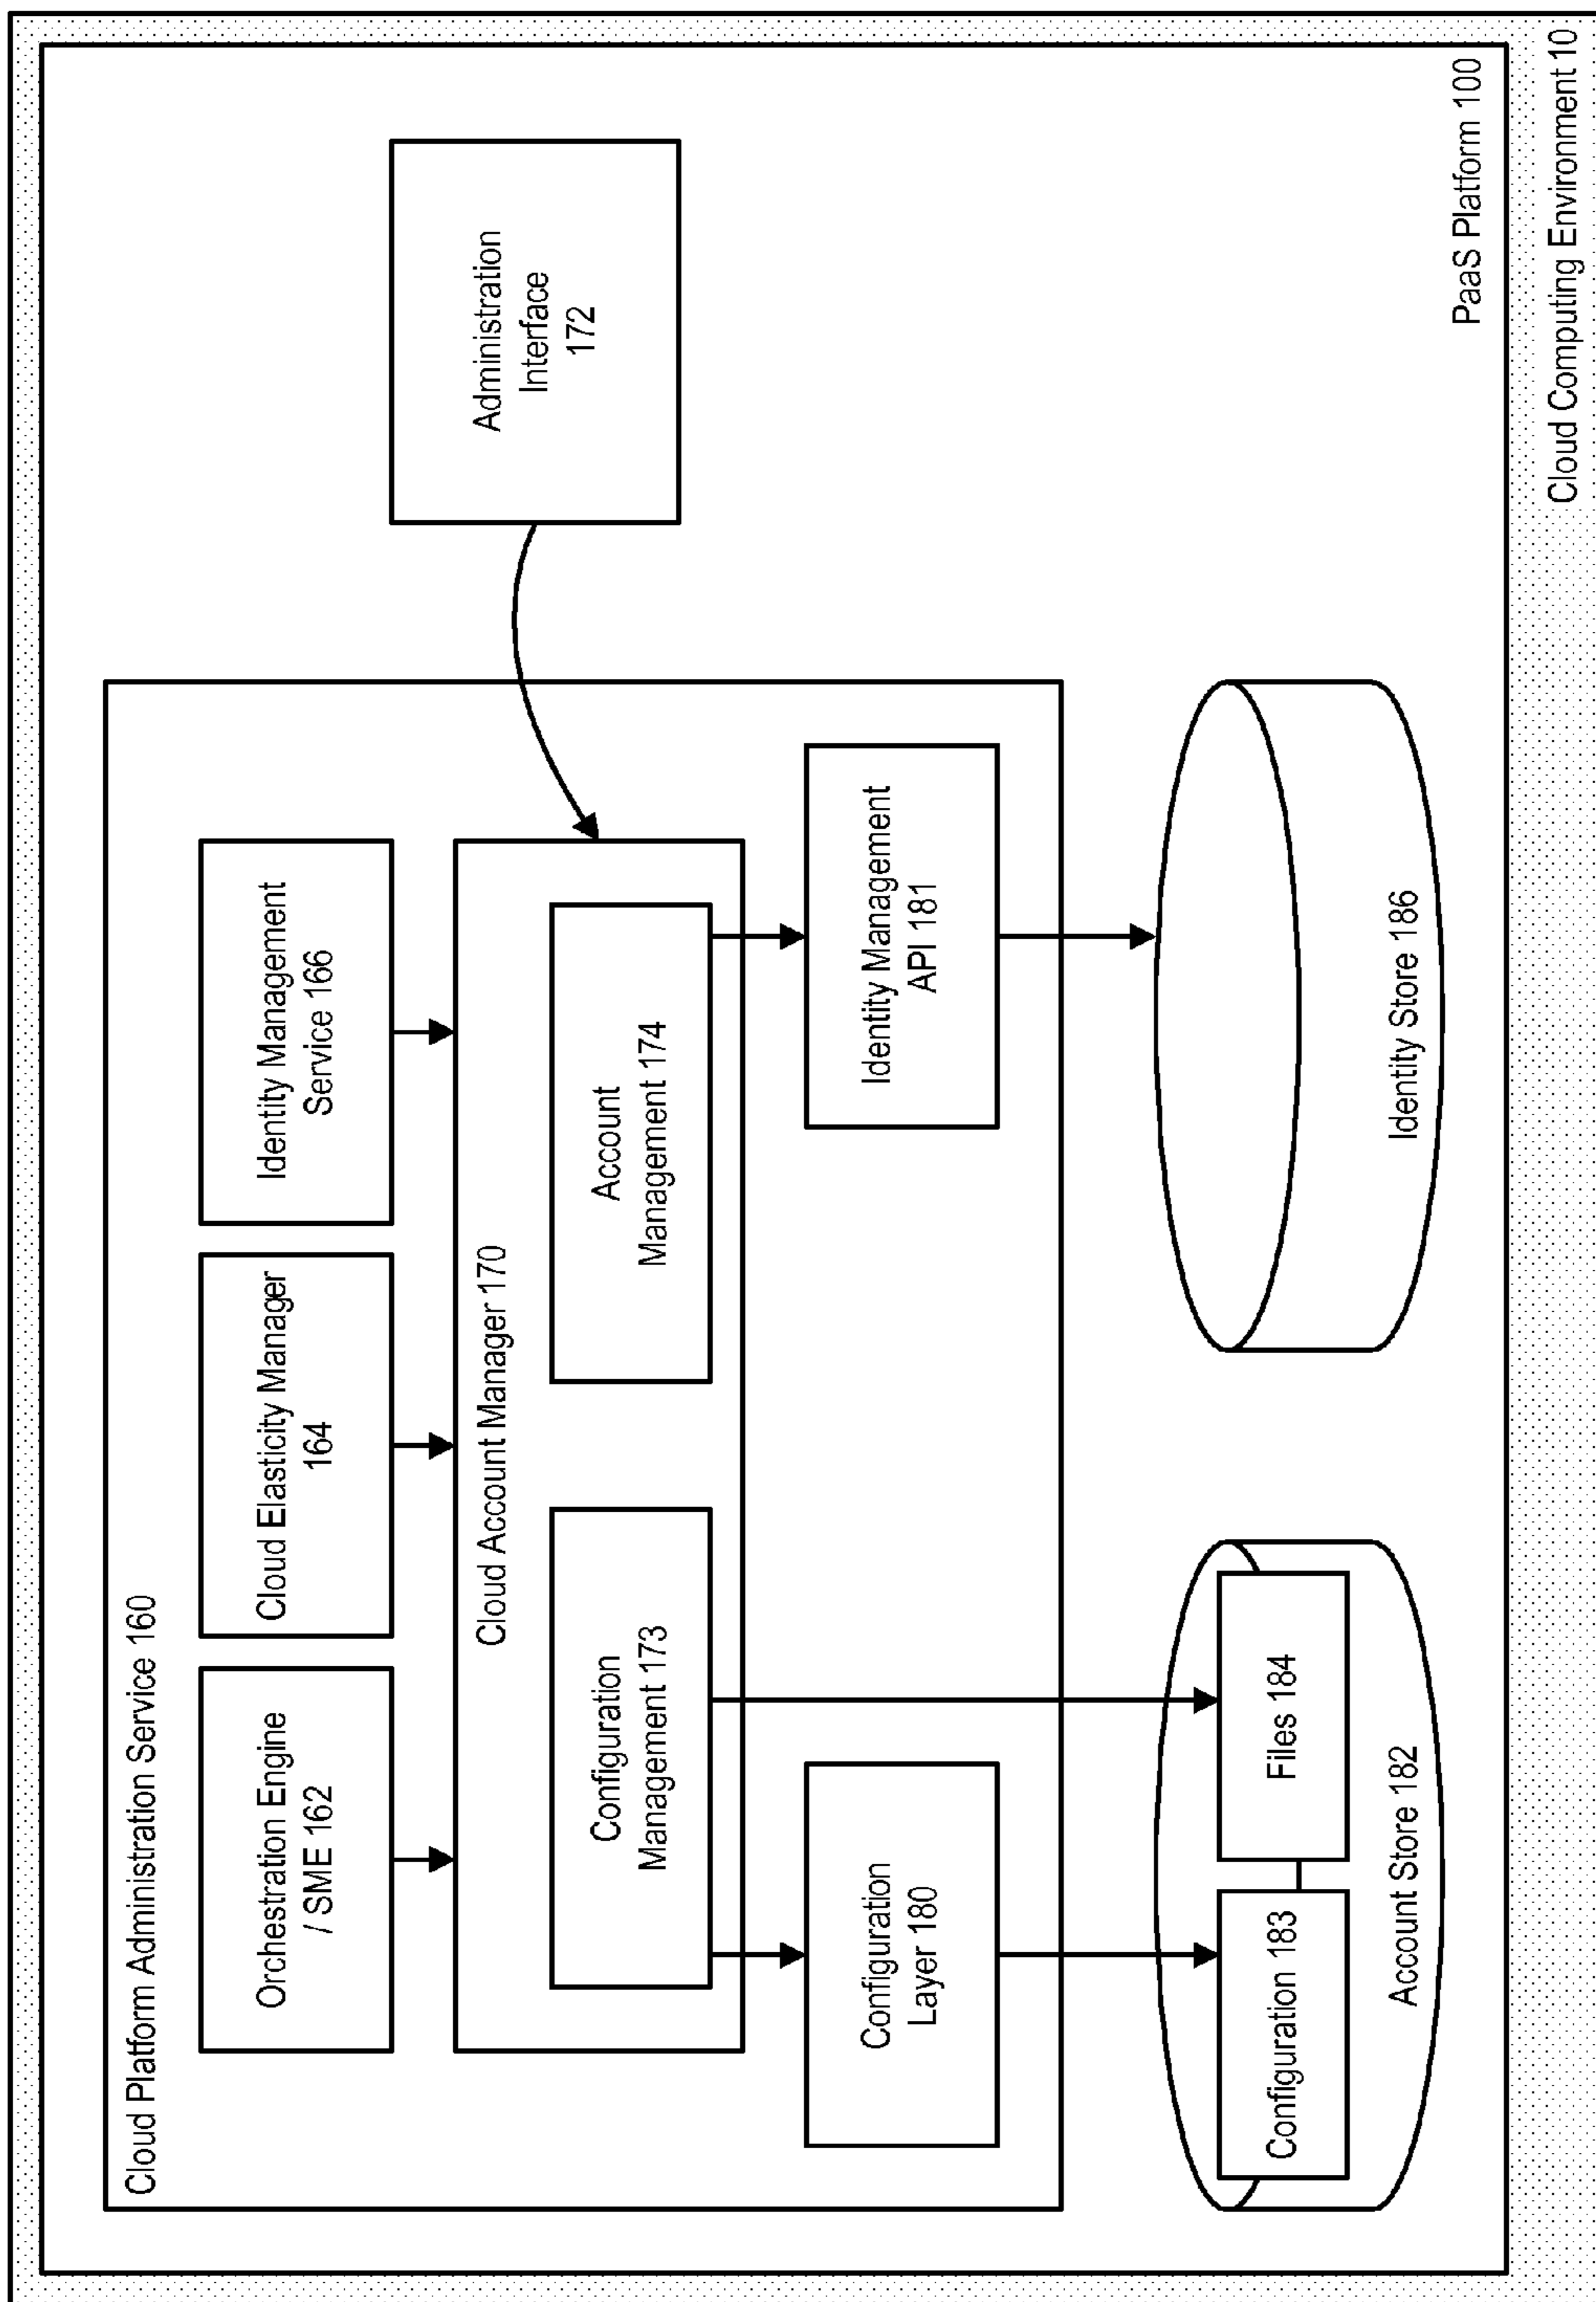 Cloud Platform Administration Service 160
Orchestration Engine
/ SME 162
Cloud Elasticity Manager
164
Identity Management
Service 166
Cloud Account Manager 170
Configuration
Management 173
Account
Management 174
Administration
Interface
172
Configuration
Layer 180
Identity Management
API 181
Configuration 183
Files 184
Account Store 182
Identity Store 186
PaaS Platform 100
Cloud Computing Environment 10